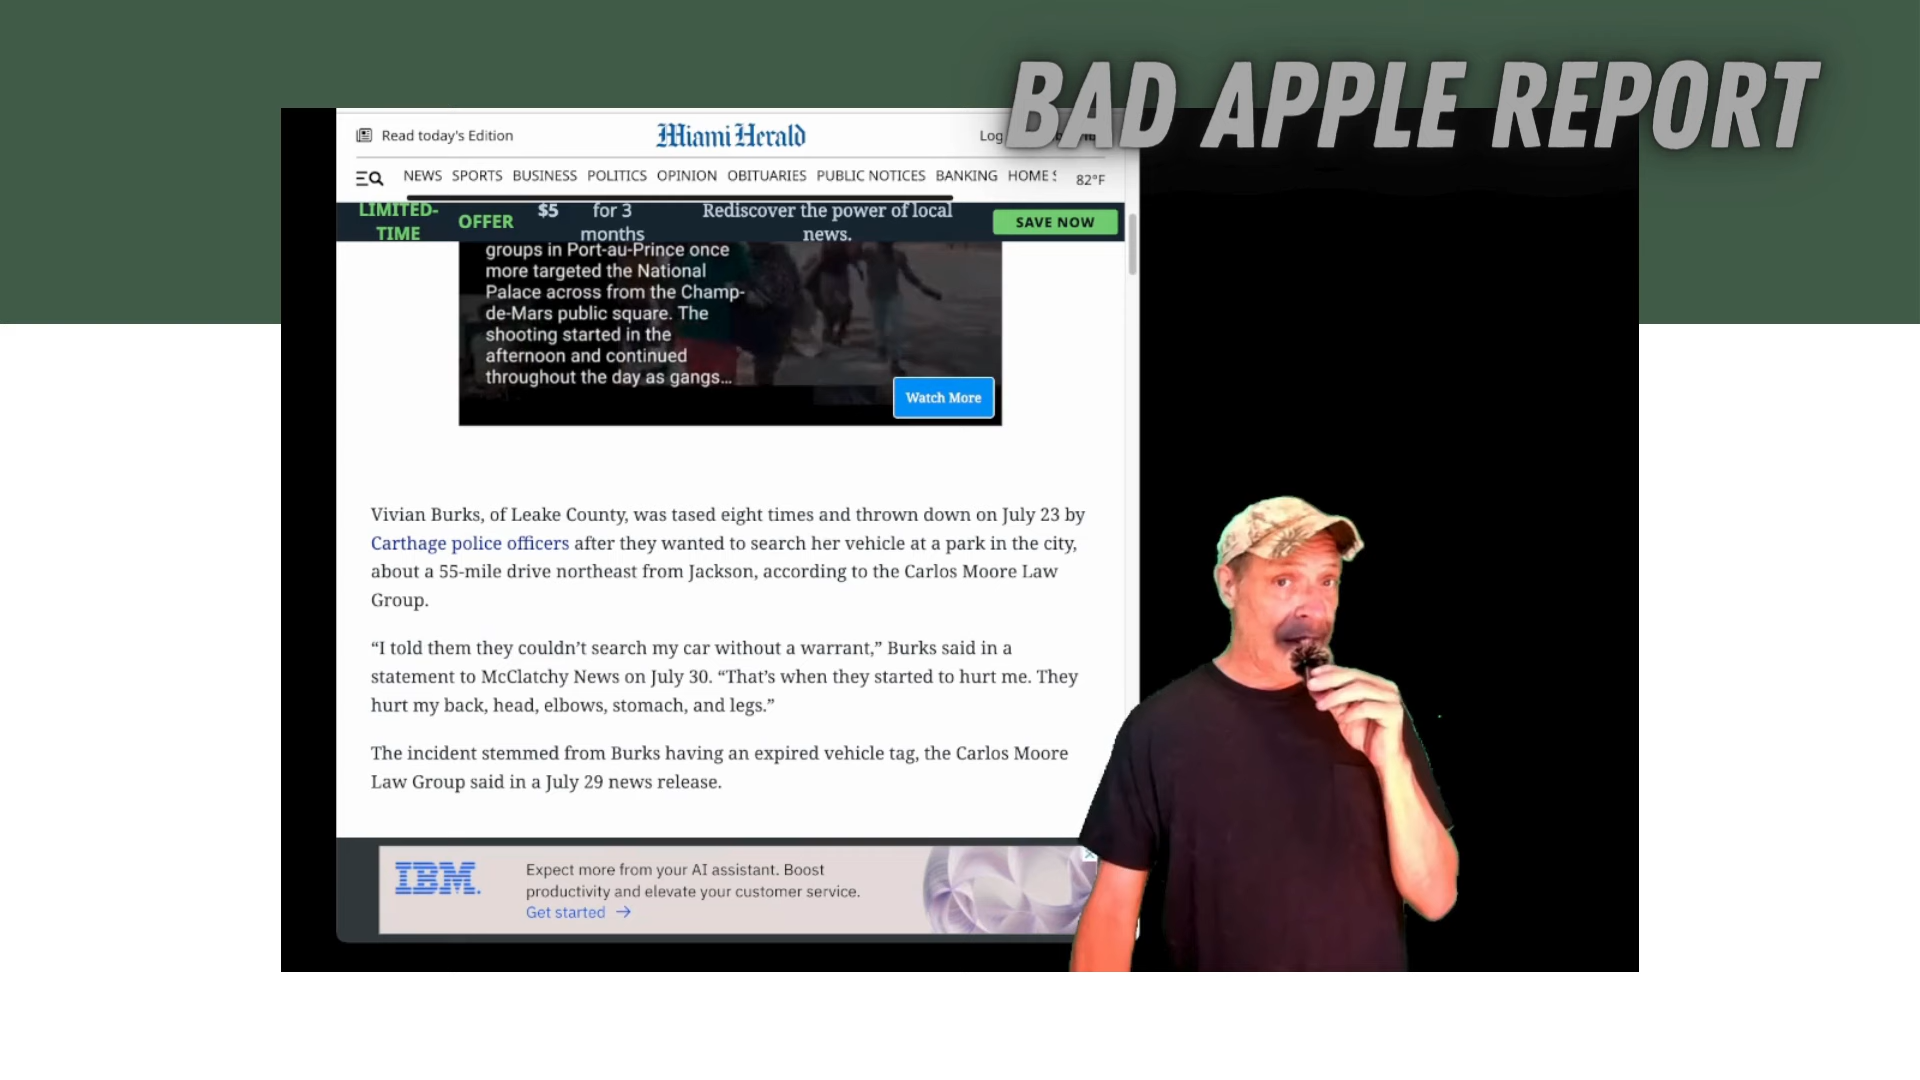 BAD APPLE REPORT
Read today's Edition
Miami Herald
Log
NEWS SPORTS BUSINESS POLITICS OPINION OBITUARIES PUBLIC NOTICES BANKING HOME
82°F
LIMITED-
TIME
OFFER
$5
for 3
months
Rediscover the power of local
news.
SAVE NOW
groups in Port-au-Prince once
more targeted the National
Palace across from the Champ-
de-Mars public square. The
shooting started in the
afternoon and continued
throughout the day as gangs...
Watch More
Vivian Burks, of Leake County, was tased eight times and thrown down on July 23 by
Carthage police officers after they wanted to search her vehicle at a park in the city,
about a 55-mile drive northeast from Jackson, according to the Carlos Moore Law
Group.
“I told them they couldn’t search my car without a warrant,” Burks said in a
statement to McClatchy News on July 30. “That’s when they started to hurt me. They
hurt my back, head, elbows, stomach, and legs.”
The incident stemmed from Burks having an expired vehicle tag, the Carlos Moore
Law Group said in a July 29 news release.
IBM.
Expect more from your AI assistant. Boost
productivity and elevate your customer service.
Get started →